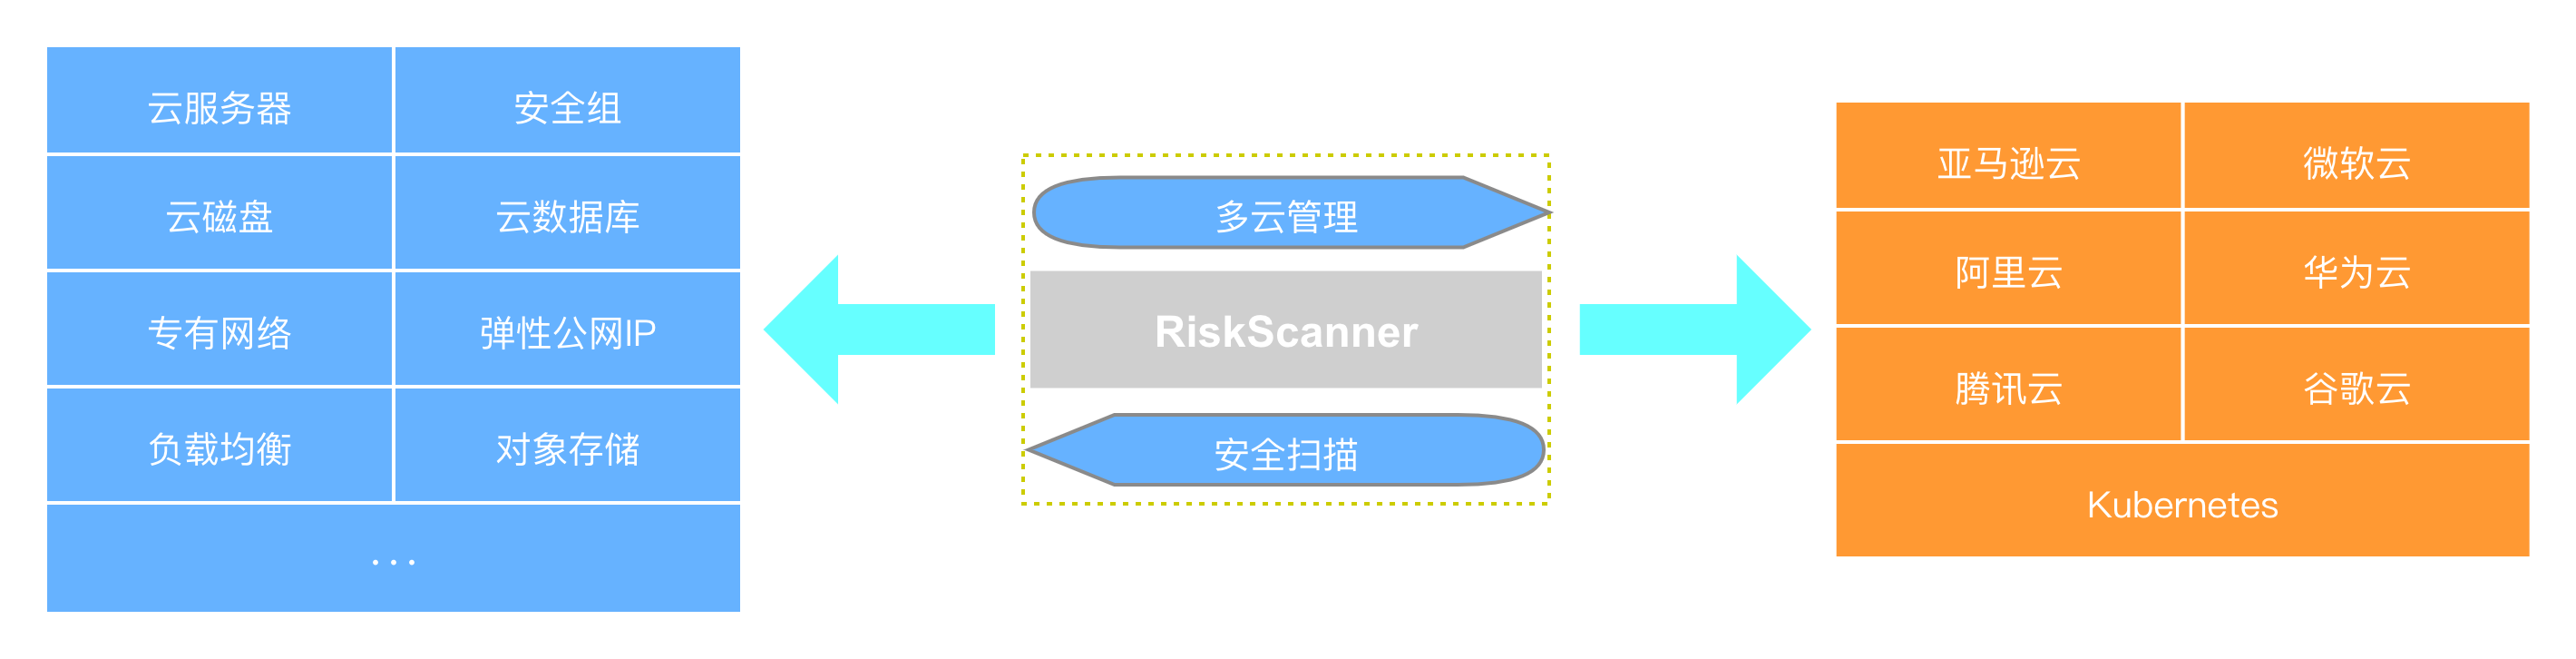 云服务器
安全组
云磁盘
云数据库
专有网络
弹性公网IP
负载均衡
对象存储
...
多云管理
RiskScanner
安全扫描
亚马逊云
微软云
阿里云
华为云
腾讯云
谷歌云
Kubernetes